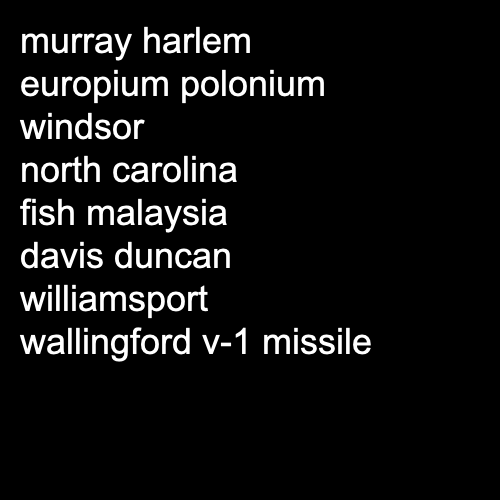 murray harlem
europium polonium
windsor
north carolina
fish malaysia
davis duncan
williamsport
wallingford v-1 missile